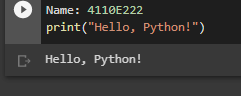 Name: 4110E222
print("Hello, Python!")
Hello, Python!